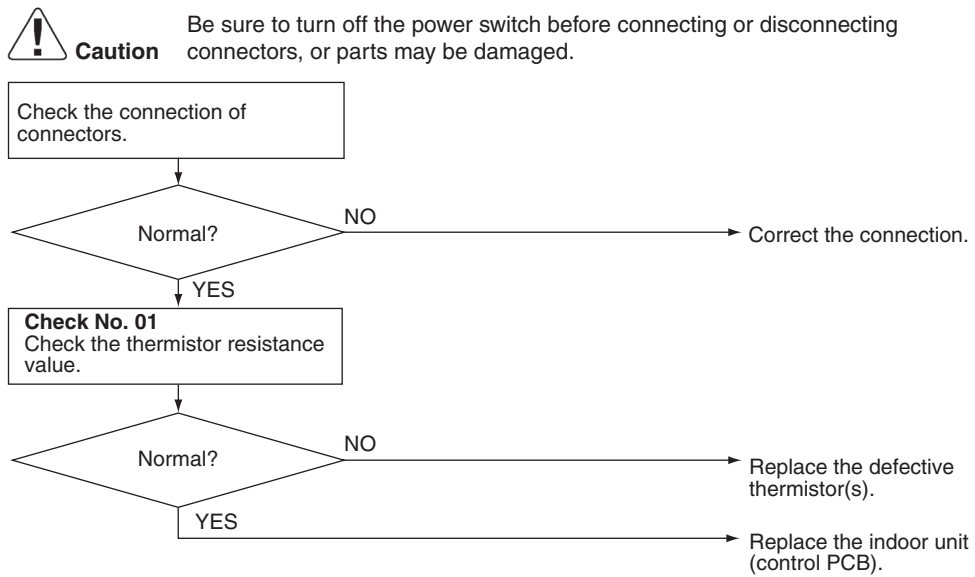 Be sure to turn off the power switch before connecting or disconnecting
Caution connectors, or parts may be damaged.
Check the connection of
connectors.
Normal?
NO
Correct the connection.
YES
Check No. 01
Check the thermistor resistance
value.
Normal?
NO
Replace the defective
thermistor(s).
YES
Replace the indoor unit
(control PCB).